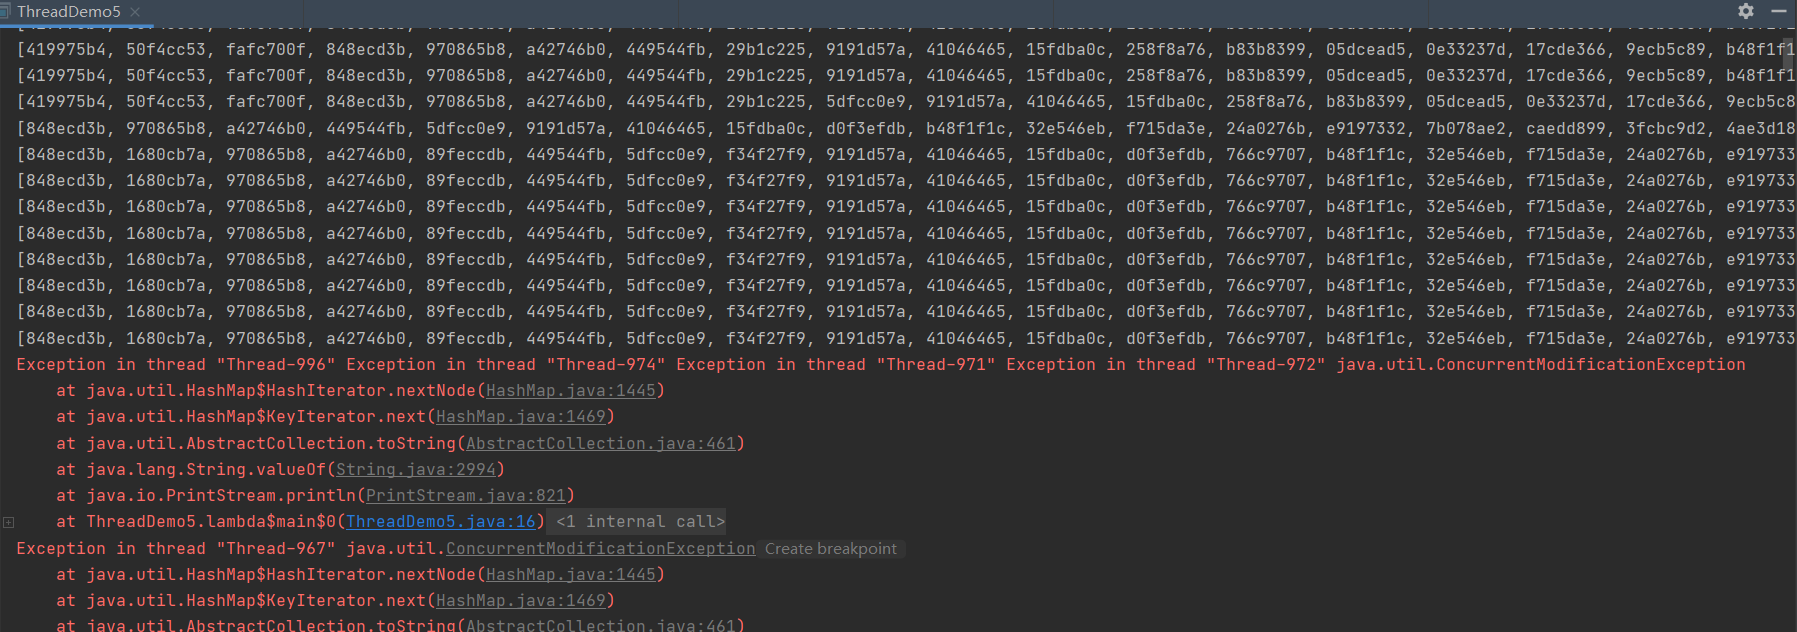 ThreadDemo5
[419975b4, 50f4cc53, fafc700f, 848ecd3b, 970865b8, a42746b0, 449544fb, 29b1c225, 9191d57a, 41046465, 15fdba0c, 258f8a76, b83b8399, 05dcead5, 0e33237d, 17cde366, 9ecb5c89, b48f1f1
[419975b4, 50f4cc53, fafc700f, 848ecd3b, 970865b8, a42746b0, 449544fb, 29b1c225, 9191d57a, 41046465, 15fdba0c, 258f8a76, b83b8399, 05dcead5, 0e33237d, 17cde366, 9ecb5c89, b48f1f1
[419975b4, 50f4cc53, fafc700f, 848ecd3b, 970865b8, a42746b0, 449544fb, 29b1c225, 5dfcc0e9, 9191d57a, 41046465, 15fdba0c, 258f8a76, b83b8399, 05dcead5, 0e33237d, 17cde366, 9ecb5c8
[848ecd3b, 970865b8, a42746b0, 449544fb, 5dfcc0e9, 9191d57a, 41046465, 15fdba0c, d0f3efdb, b48f1f1c, 32e546eb, f715da3e, 24a0276b, e9197332, 7b078ae2, caedd899, 3fcbc9d2, 4ae3d18
[848ecd3b, 1680cb7a, 970865b8, a42746b0, 89feccdb, 449544fb, 5dfcc0e9, f34f27f9, 9191d57a, 41046465, 15fdba0c, d0f3efdb, 766c9707, b48f1f1c, 32e546eb, f715da3e, 24a0276b, e919733
[848ecd3b, 1680cb7a, 970865b8, a42746b0, 89feccdb, 449544fb, 5dfcc0e9, f34f27f9, 9191d57a, 41046465, 15fdba0c, d0f3efdb, 766c9707, b48f1f1c, 32e546eb, f715da3e, 24a0276b, e919733
[848ecd3b, 1680cb7a, 970865b8, a42746b0, 89feccdb, 449544fb, 5dfcc0e9, f34f27f9, 9191d57a, 41046465, 15fdba0c, d0f3efdb, 766c9707, b48f1f1c, 32e546eb, f715da3e, 24a0276b, e919733
[848ecd3b, 1680cb7a, 970865b8, a42746b0, 89feccdb, 449544fb, 5dfcc0e9, f34f27f9, 9191d57a, 41046465, 15fdba0c, d0f3efdb, 766c9707, b48f1f1c, 32e546eb, f715da3e, 24a0276b, e919733
[848ecd3b, 1680cb7a, 970865b8, a42746b0, 89feccdb, 449544fb, 5dfcc0e9, f34f27f9, 9191d57a, 41046465, 15fdba0c, d0f3efdb, 766c9707, b48f1f1c, 32e546eb, f715da3e, 24a0276b, e919733
[848ecd3b, 1680cb7a, 970865b8, a42746b0, 89feccdb, 449544fb, 5dfcc0e9, f34f27f9, 9191d57a, 41046465, 15fdba0c, d0f3efdb, 766c9707, b48f1f1c, 32e546eb, f715da3e, 24a0276b, e919733
[848ecd3b, 1680cb7a, 970865b8, a42746b0, 89feccdb, 449544fb, 5dfcc0e9, f34f27f9, 9191d57a, 41046465, 15fdba0c, d0f3efdb, 766c9707, b48f1f1c, 32e546eb, f715da3e, 24a0276b, e919733
[848ecd3b, 1680cb7a, 970865b8, a42746b0, 89feccdb, 449544fb, 5dfcc0e9, f34f27f9, 9191d57a, 41046465, 15fdba0c, d0f3efdb, 766c9707, b48f1f1c, 32e546eb, f715da3e, 24a0276b, e919733
Exception in thread "Thread-996" Exception in thread "Thread-974" Exception in thread "Thread-971" Exception in thread "Thread-972" java.util.ConcurrentModificationException
at java.util.HashMap$HashIterator.nextNode(HashMap.java:1445)
at java.util.HashMap$KeyIterator.next(HashMap.java:1469)
at java.util.AbstractCollection.toString(AbstractCollection.java:461)
at java.lang.String.valueOf(String.java:2994)
at java.io.PrintStream.println(PrintStream.java:821)
at ThreadDemo5.lambda$main$0(ThreadDemo5.java:16) <1 internal call>
Exception in thread "Thread-967" java.util.ConcurrentModificationException Create breakpoint
at java.util.HashMap$HashIterator.nextNode(HashMap.java:1445)
at java.util.HashMap$KeyIterator.next(HashMap.java:1469)
at java.util.AbstractCollection.toString(AbstractCollection.java:461)